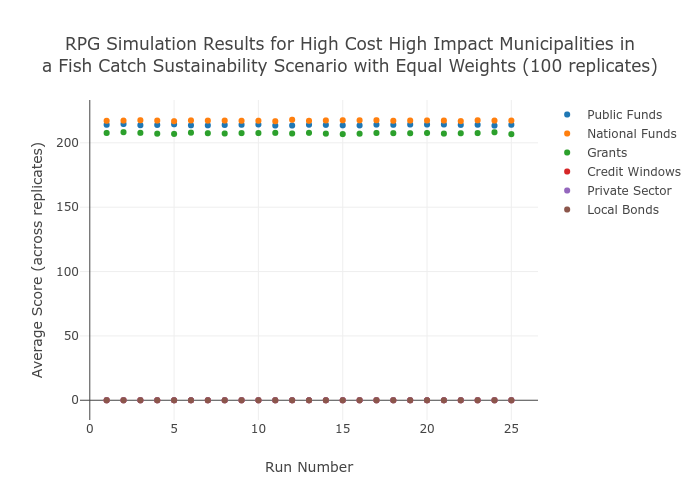 RPG Simulation Results for High Cost High Impact Municipalities in
a Fish Catch Sustainability Scenario with Equal Weights (100 replicates)
Public Funds
National Funds
Grants
Credit Windows
Private Sector
Local Bonds
Average Score (across replicates)
200
150
100
50
0
0
5
10
15
20
25
Run Number